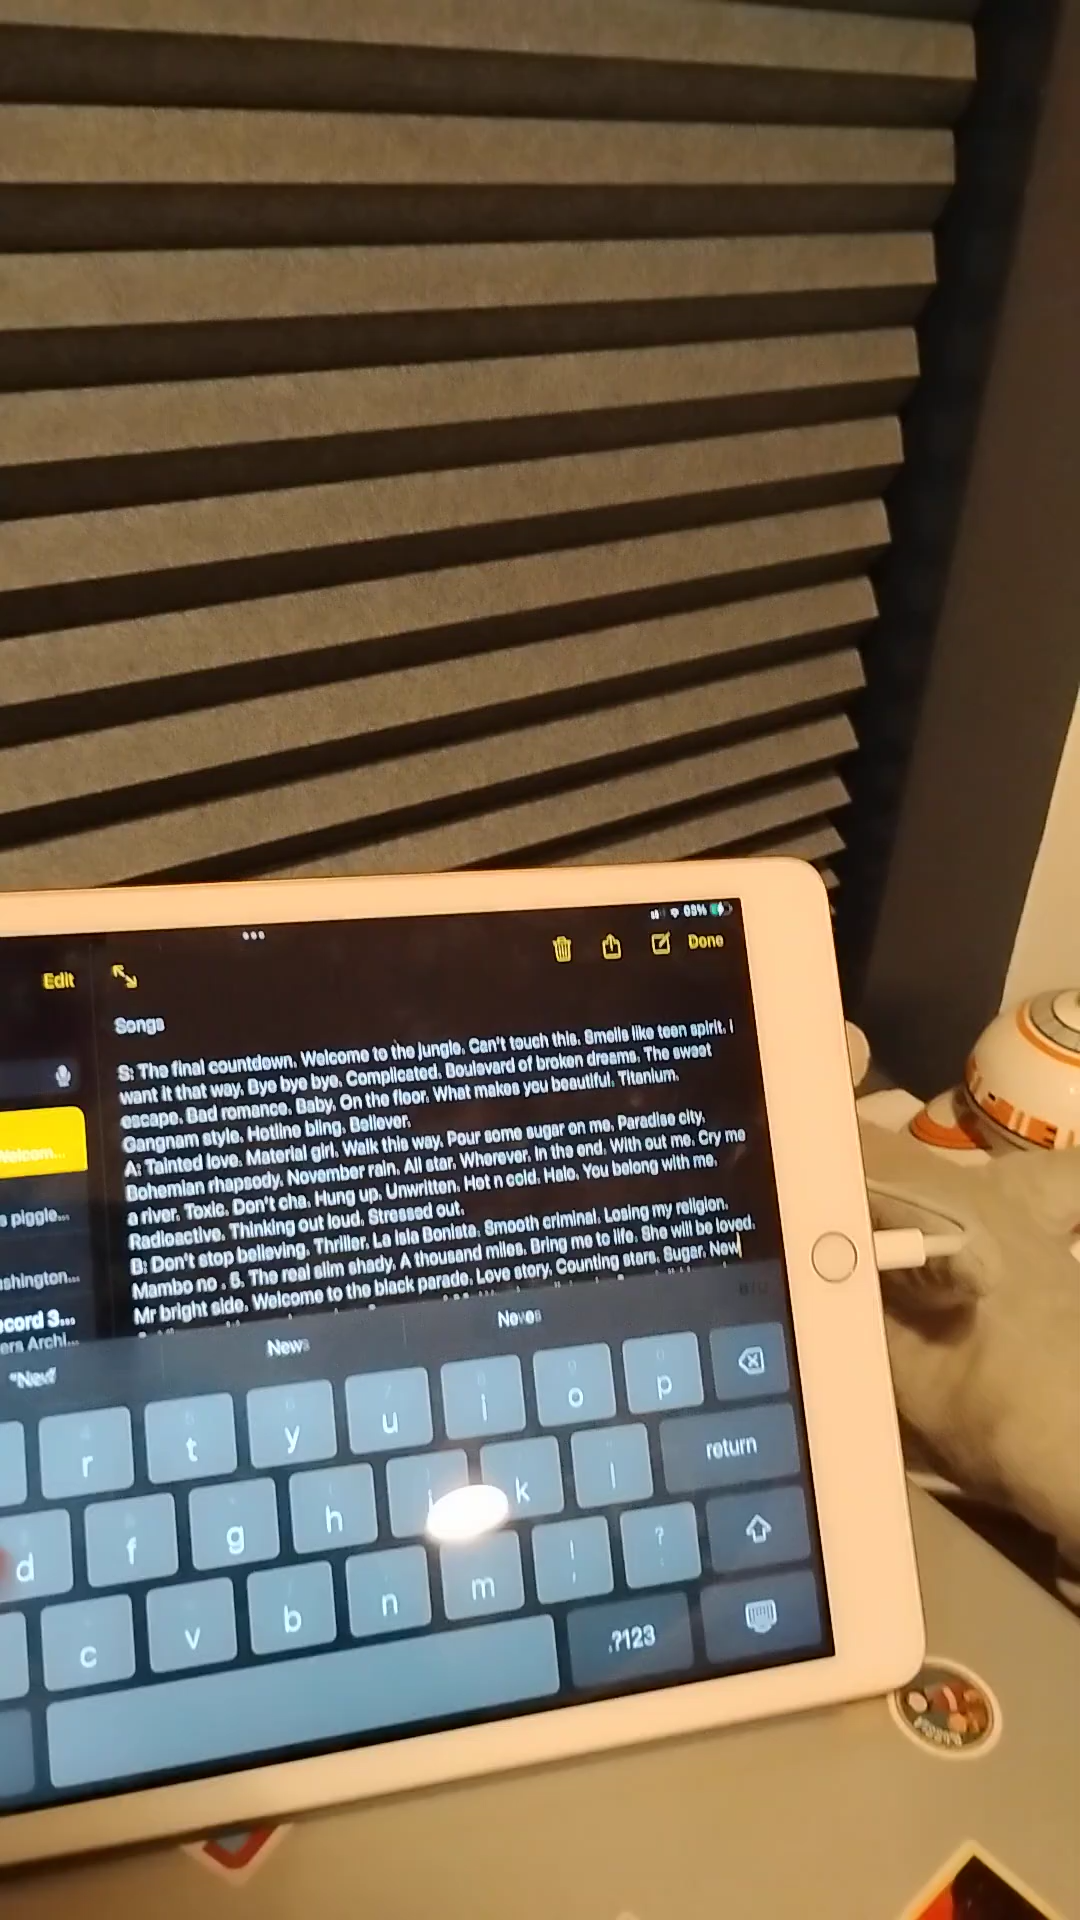 03%
Edit
Done
Songs
S: The final countdown. Welcome to the jungle. Can't touch this. Smells like teen spirit. I
want it that way. Bye bye bye. Complicated. Boulevard of broken dreams. The sweet
escape. Bad romance. Baby. On the floor. What makes you beautiful. Titanium.
Gangnam style. Hotline bling. Believer.
A: Tainted love. Material girl. Walk this way. Pour some sugar on me. Paradise city.
Bohemian rhapsody. November rain. All star. Wherever. In the end. With out me. Cry me
a river. Toxic. Don't cha. Hung up. Unwritten. Hot n cold. Halo. You belong with me.
Radioactive. Thinking out loud. Stressed out.
B: Don't stop believing. Thriller. La Isla Bonista. Smooth criminal. Losing my religion.
Mambo no . 5. The real slim shady. A thousand miles. Bring me to life. She will be loved.
Mr bright side. Welcome to the black parade. Love story. Counting stars. Sugar. New
Welcom...
s piggle...
shington...
cord 3...
ers Archi...
News
r t y u i o p
d f g h j k l return
c v b n m ! , ?
.?123